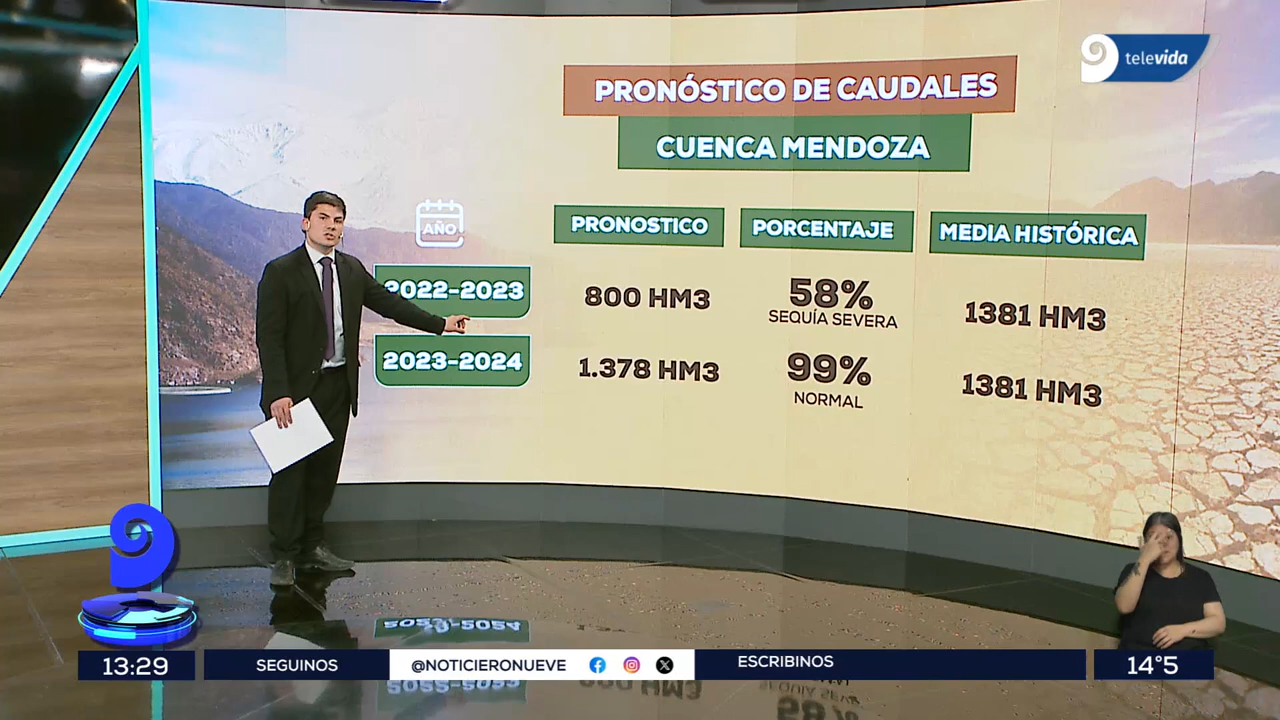 televida
PRONÓSTICO DE CAUDALES
CUENCA MENDOZA
AÑO
PRONOSTICO
PORCENTAJE
MEDIA HISTÓRICA
2022-2023
800 HM3
58%
SEQUÍA SEVERA
1381 HM3
2023-2024
1.378 HM3
99%
NORMAL
1381 HM3
13:29
SEGUINOS
@NOTICIERONUEVE
ESCRIBINOS
14°5